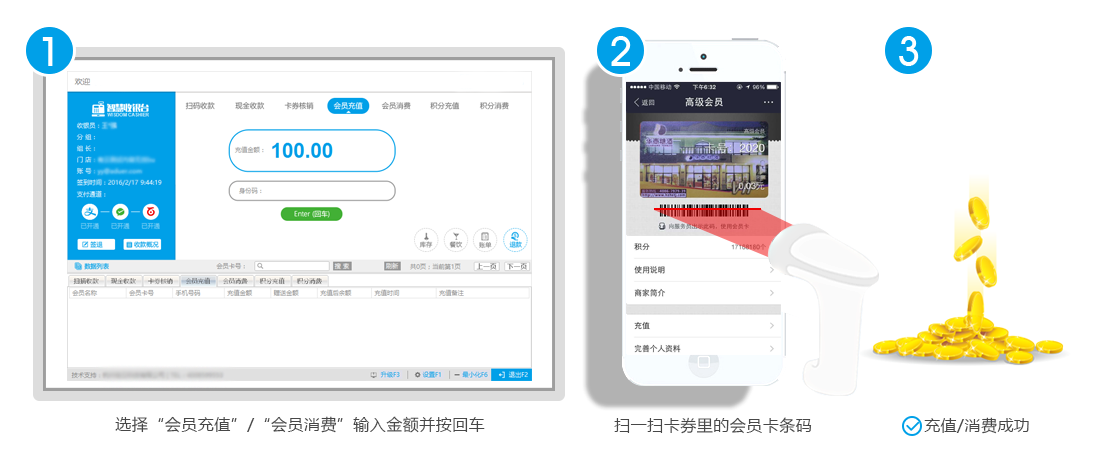 1
欢迎
智慧收银台
WISDOM CASHIER
收银员：
分 组：
组 长：
门 店：
账 号：
签到时间：2016/2/17 9:44:19
支付通道：
已开通 已开通 已开通
签退 收款概况
扫码收款 现金收款 卡券核销 会员充值 会员消费 积分充值 积分消费
充值金额： 100.00
身份码：
Enter (回车)
库存 餐饮 账单 退款
数据列表 会员卡号： 搜 索 刷新 共0页：当前第1页 上一页 下一页
扫码收款 现金收款 卡券核销 会员充值 会员消费 积分充值 积分消费
会员名称 会员卡号 手机号码 充值金额 赠送金额 充值后余额 充值时间 充值备注
技术支持：
升级F3 设置F1 最小化F6 退出F2
选择“会员充值”/“会员消费”输入金额并按回车
2
中国移动 下午6:32 96%
返回 高级会员
高级会员
卡号 2020
0.03元
向服务员出示此码，使用会员卡
积分
使用说明
商家简介
充值
完善个人资料
扫一扫卡券里的会员卡条码
3
充值/消费成功